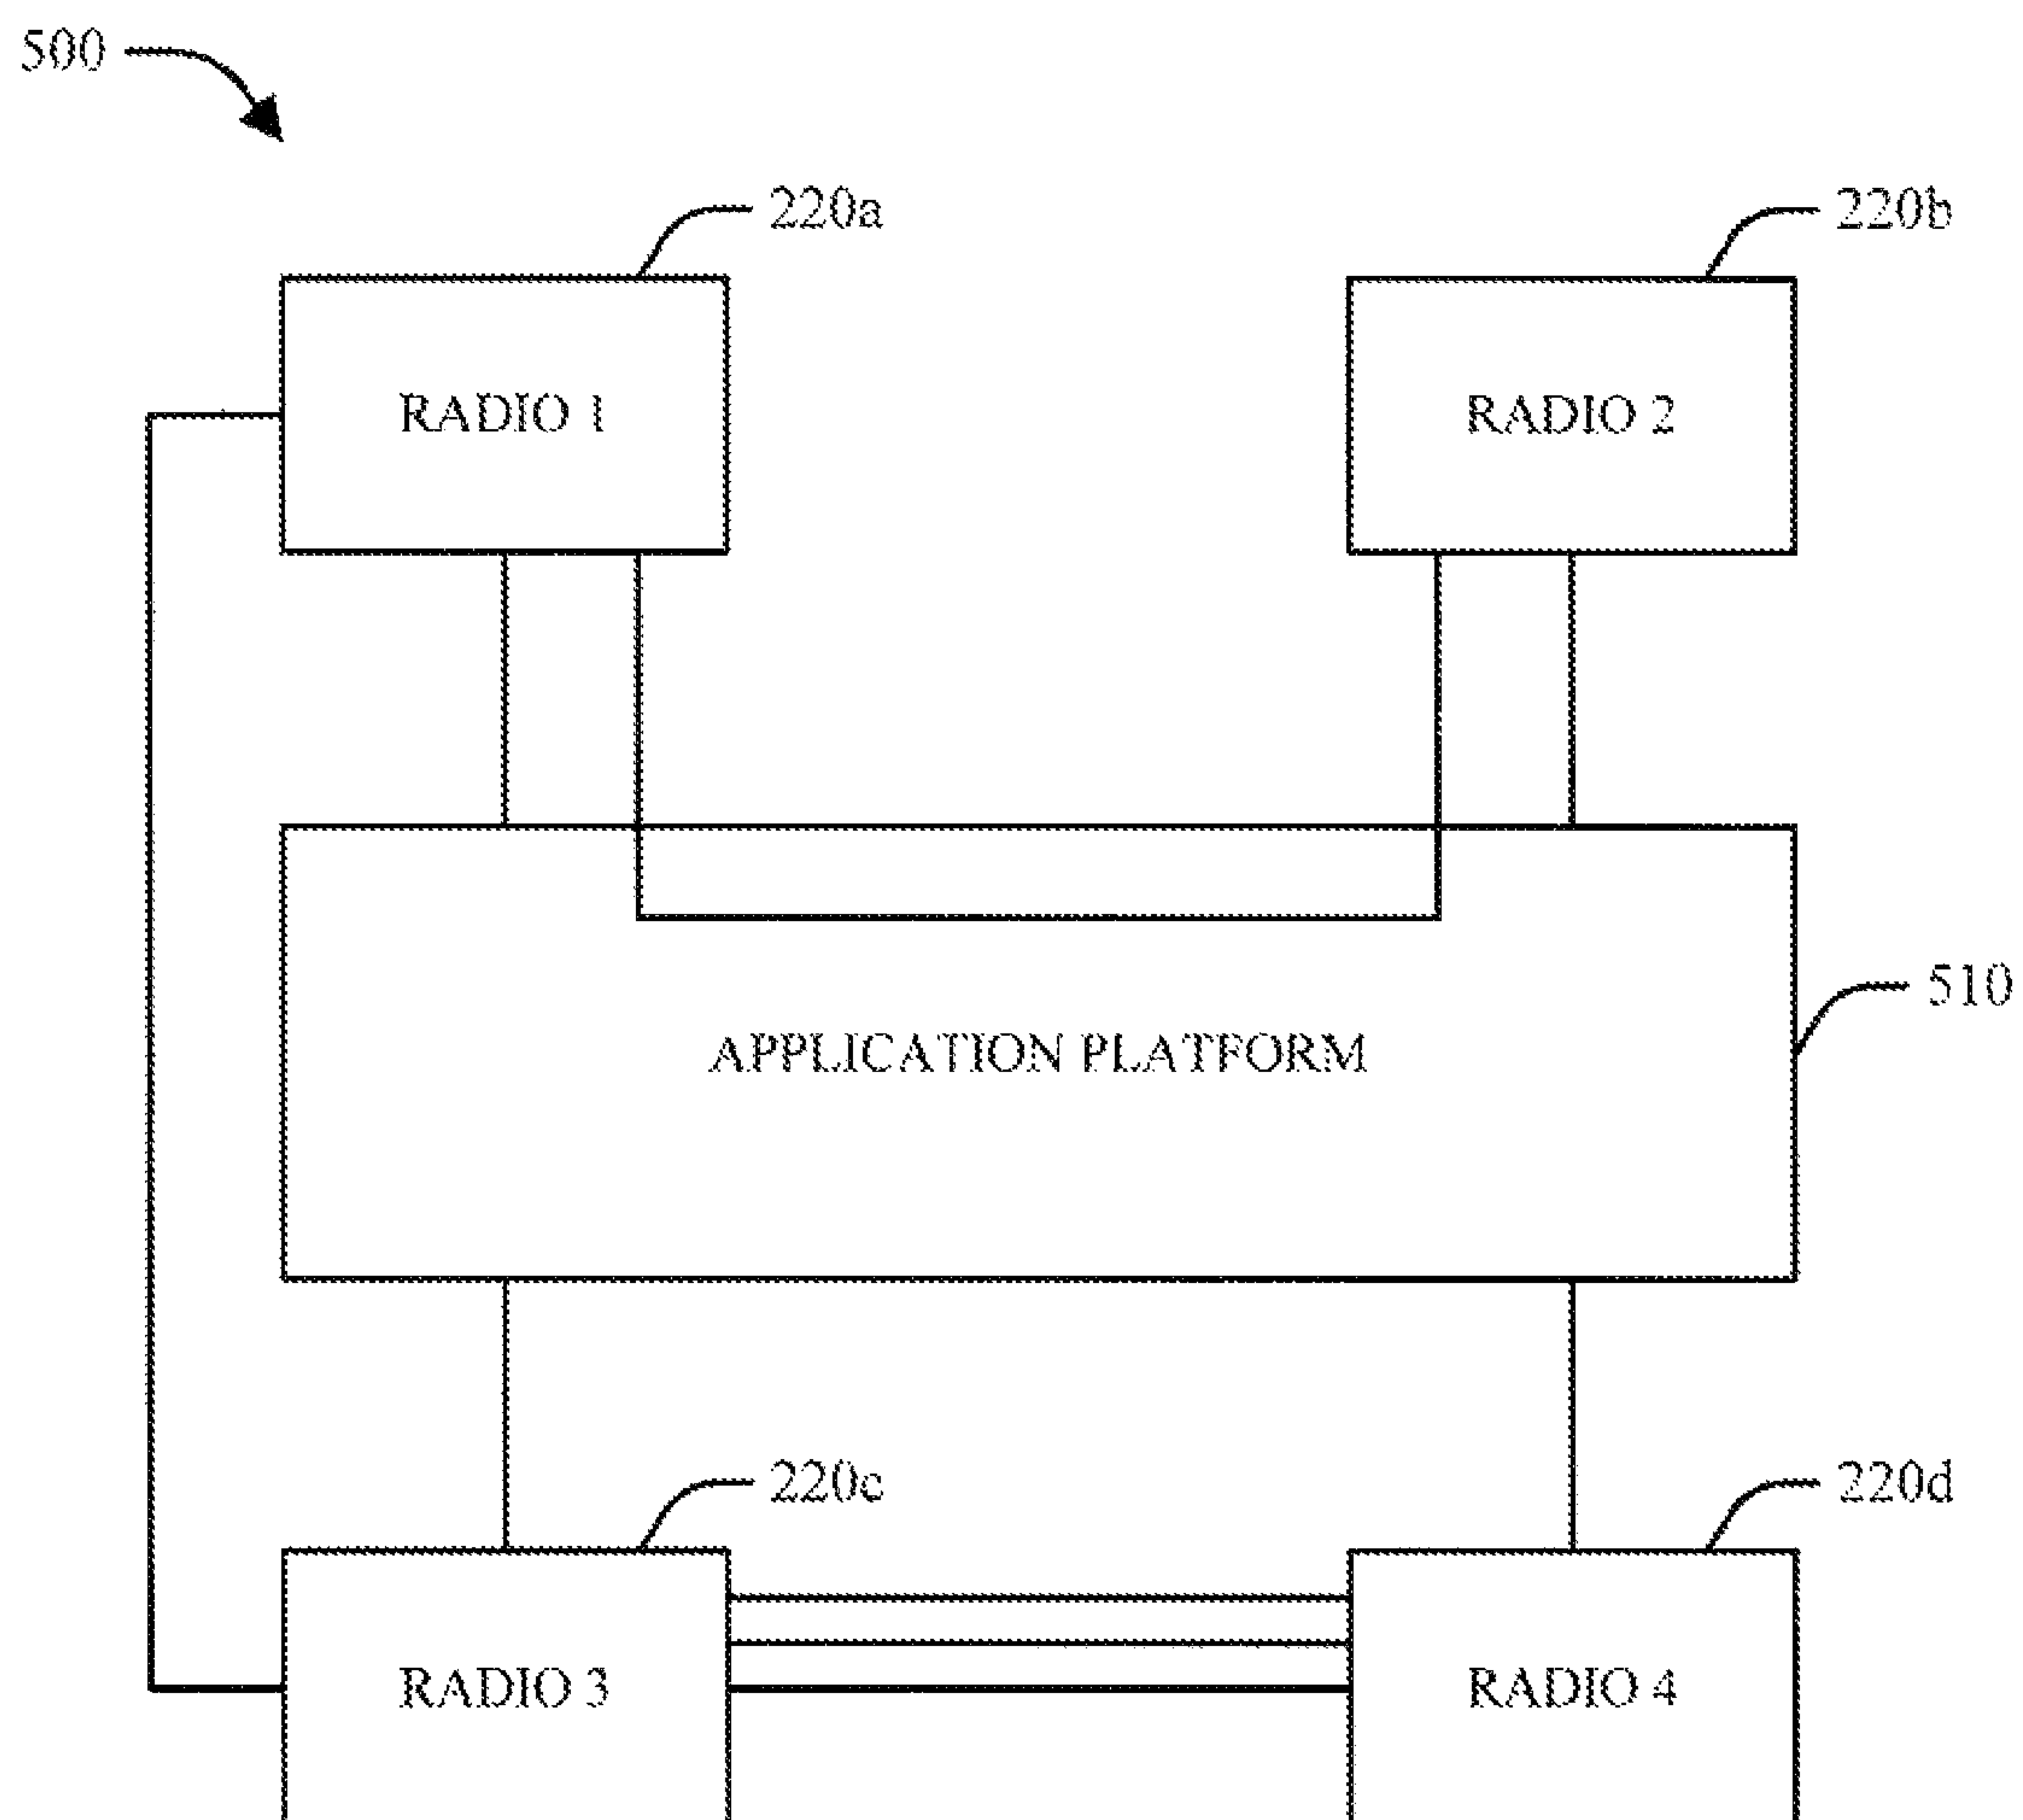 500
220a
220b
RADIO 1
RADIO 2
510
APPLICATION PLATFORM
220c
220d
RADIO 3
RADIO 4